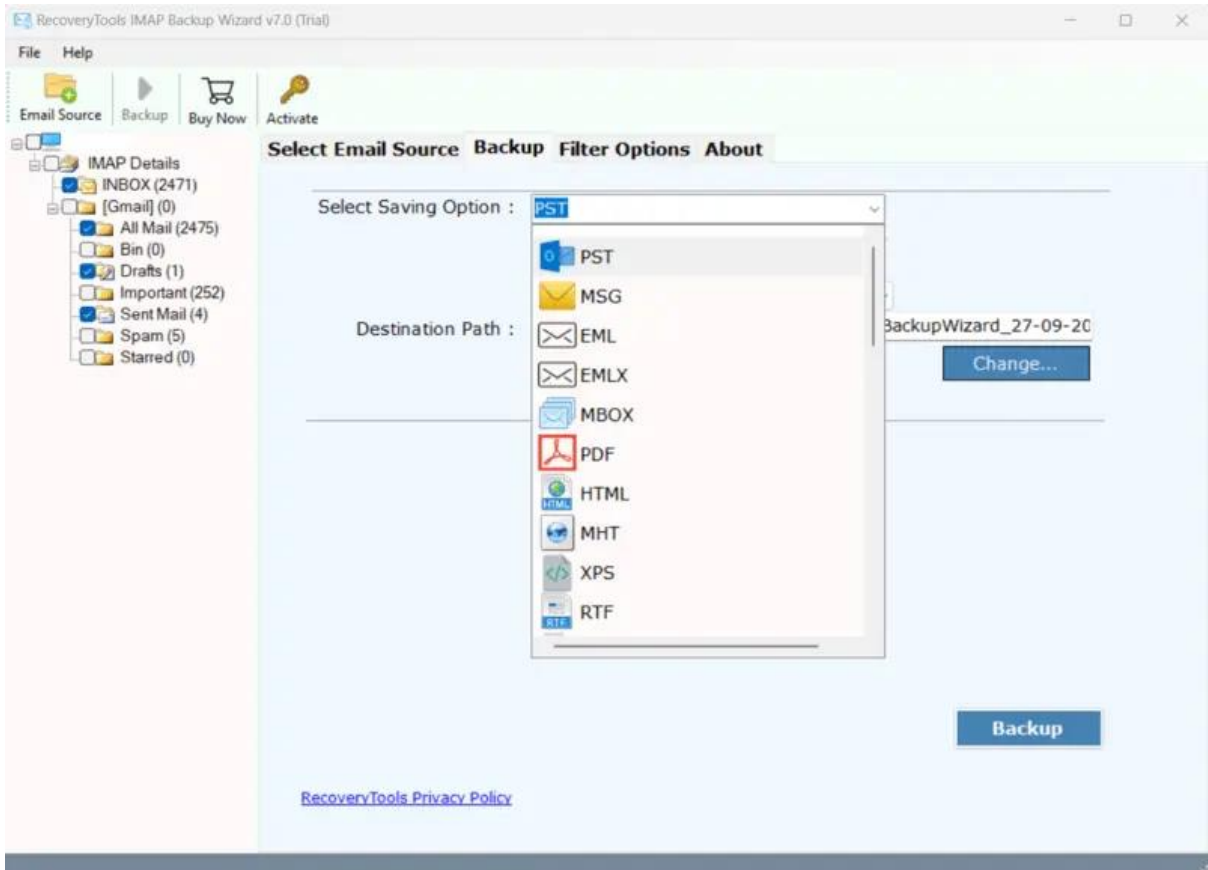 RecoveryTools IMAP Backup Wizard v7.0 (Trial)
File Help
Email Source Backup Buy Now Activate
IMAP Details
INBOX (2471)
[Gmail] (0)
All Mail (2475)
Bin (0)
Drafts (1)
Important (252)
Sent Mail (4)
Spam (5)
Starred (0)
Select Email Source Backup Filter Options About
Select Saving Option : PST
PST
MSG
EML
EMLX
MBOX
PDF
HTML
HTML
MHT
XPS
RTF
RTF
Destination Path : BackupWizard_27-09-20
Change...
Backup
RecoveryTools Privacy Policy